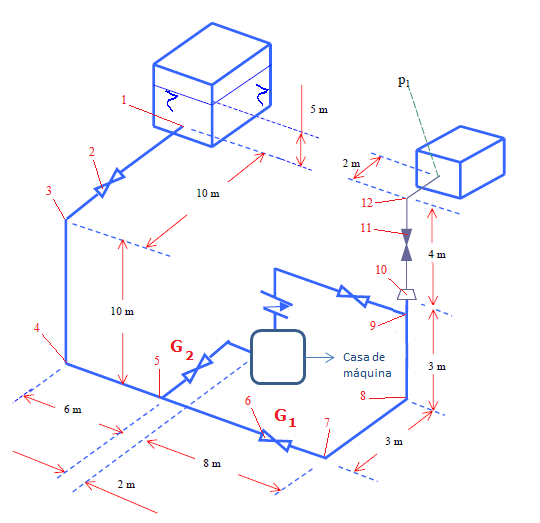 p₁
1
5 m
2
2 m
3
10 m
12
11
4 m
10
10 m
9
4
G₂
Casa de
máquina
5
3 m
8
6
G₁
7
6 m
3 m
8 m
2 m